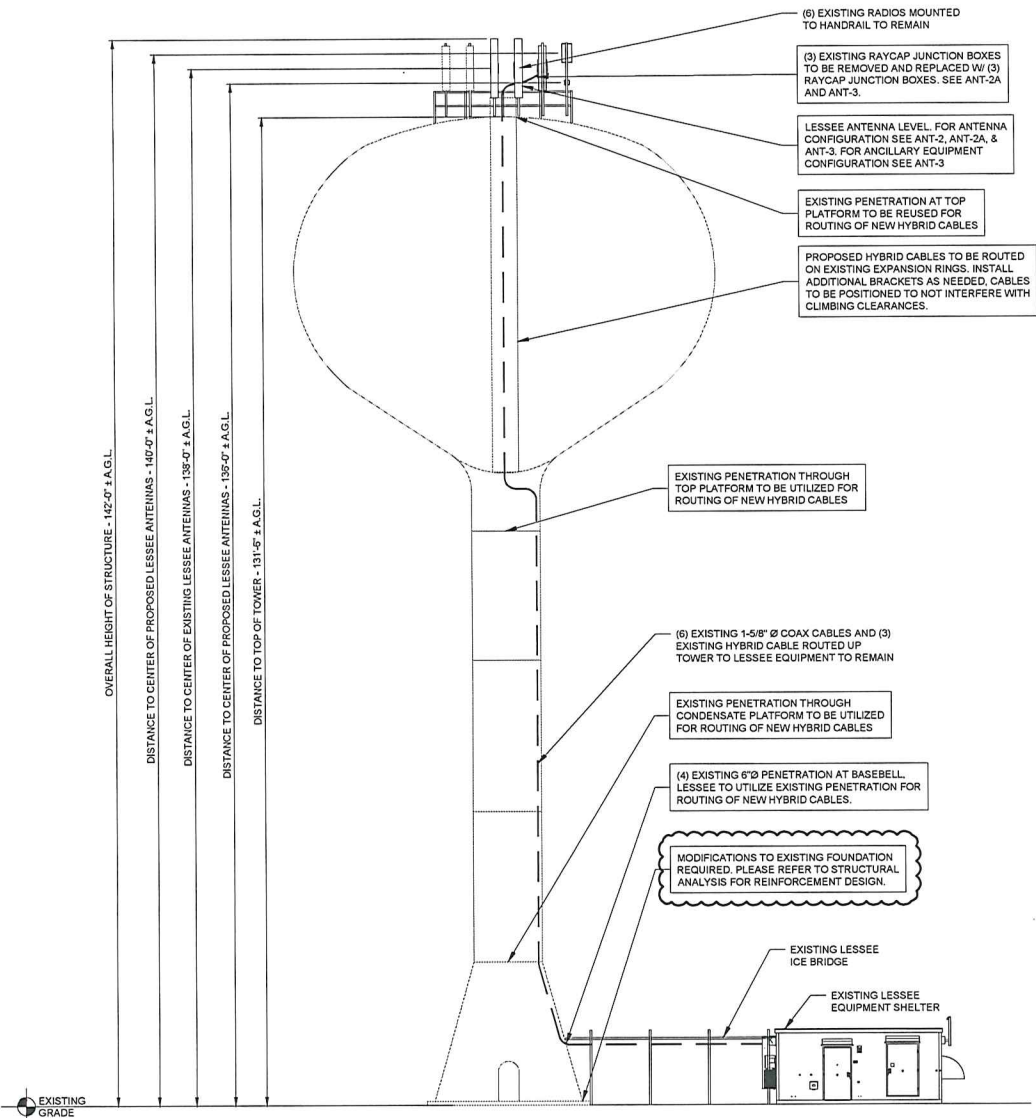 (6) EXISTING RADIOS MOUNTED
TO HANDRAIL TO REMAIN
(3) EXISTING RAYCAP JUNCTION BOXES
TO BE REMOVED AND REPLACED W/ (3)
RAYCAP JUNCTION BOXES. SEE ANT-2A
AND ANT-3.
LESSEE ANTENNA LEVEL. FOR ANTENNA
CONFIGURATION SEE ANT-2, ANT-2A, &
ANT-3. FOR ANCILLARY EQUIPMENT
CONFIGURATION SEE ANT-3
EXISTING PENETRATION AT TOP
PLATFORM TO BE REUSED FOR
ROUTING OF NEW HYBRID CABLES
PROPOSED HYBRID CABLES TO BE ROUTED
ON EXISTING EXPANSION RINGS. INSTALL
ADDITIONAL BRACKETS AS NEEDED, CABLES
TO BE POSITIONED TO NOT INTERFERE WITH
CLIMBING CLEARANCES.
OVERALL HEIGHT OF STRUCTURE - 142'-0" ± A.G.L.
DISTANCE TO CENTER OF PROPOSED LESSEE ANTENNAS - 140'-0" ± A.G.L.
DISTANCE TO CENTER OF EXISTING LESSEE ANTENNAS - 138'-0" ± A.G.L.
DISTANCE TO CENTER OF PROPOSED LESSEE ANTENNAS - 136'-0" ± A.G.L.
DISTANCE TO TOP OF TOWER - 131'-6" ± A.G.L.
EXISTING PENETRATION THROUGH
TOP PLATFORM TO BE UTILIZED FOR
ROUTING OF NEW HYBRID CABLES
(6) EXISTING 1-5/8" Ø COAX CABLES AND (3)
EXISTING HYBRID CABLE ROUTED UP
TOWER TO LESSEE EQUIPMENT TO REMAIN
EXISTING PENETRATION THROUGH
CONDENSATE PLATFORM TO BE UTILIZED
FOR ROUTING OF NEW HYBRID CABLES
(4) EXISTING 6"Ø PENETRATION AT BASEBELL,
LESSEE TO UTILIZE EXISTING PENETRATION FOR
ROUTING OF NEW HYBRID CABLES.
MODIFICATIONS TO EXISTING FOUNDATION
REQUIRED. PLEASE REFER TO STRUCTURAL
ANALYSIS FOR REINFORCEMENT DESIGN.
EXISTING LESSEE
ICE BRIDGE
EXISTING LESSEE
EQUIPMENT SHELTER
EXISTING
GRADE